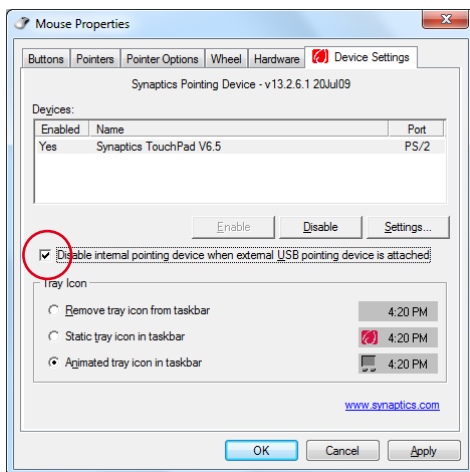 Mouse Properties
Buttons Pointers Pointer Options Wheel Hardware Device Settings
Synaptics Pointing Device - v13.2.6.1 20Jul09
Devices:
Enabled Name Port
Yes Synaptics TouchPad V6.5 PS/2
Enable Disable Settings...
Disable internal pointing device when external USB pointing device is attached
Tray Icon
Remove tray icon from taskbar 4:20 PM
Static tray icon in taskbar 4:20 PM
Animated tray icon in taskbar 4:20 PM
www.synaptics.com
OK Cancel Apply